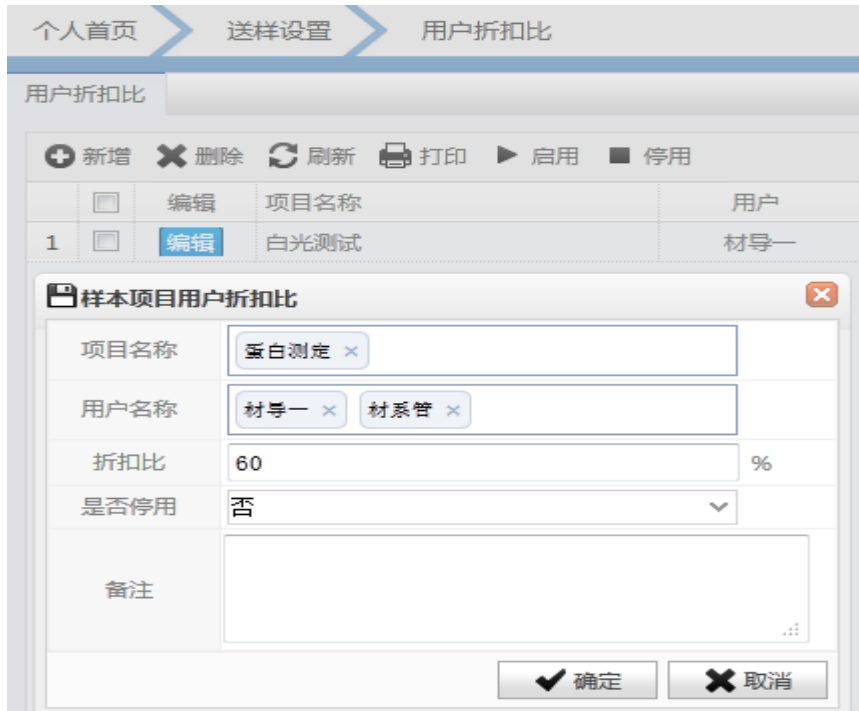 个人首页 送样设置 用户折扣比
用户折扣比
新增 删除 刷新 打印 启用 停用
编辑 项目名称 用户
1 编辑 白光测试 材导一
样本项目用户折扣比
项目名称 蛋白测定 ×
用户名称 材导一 × 材系管 ×
折扣比 60 %
是否停用 否
备注
确定 取消